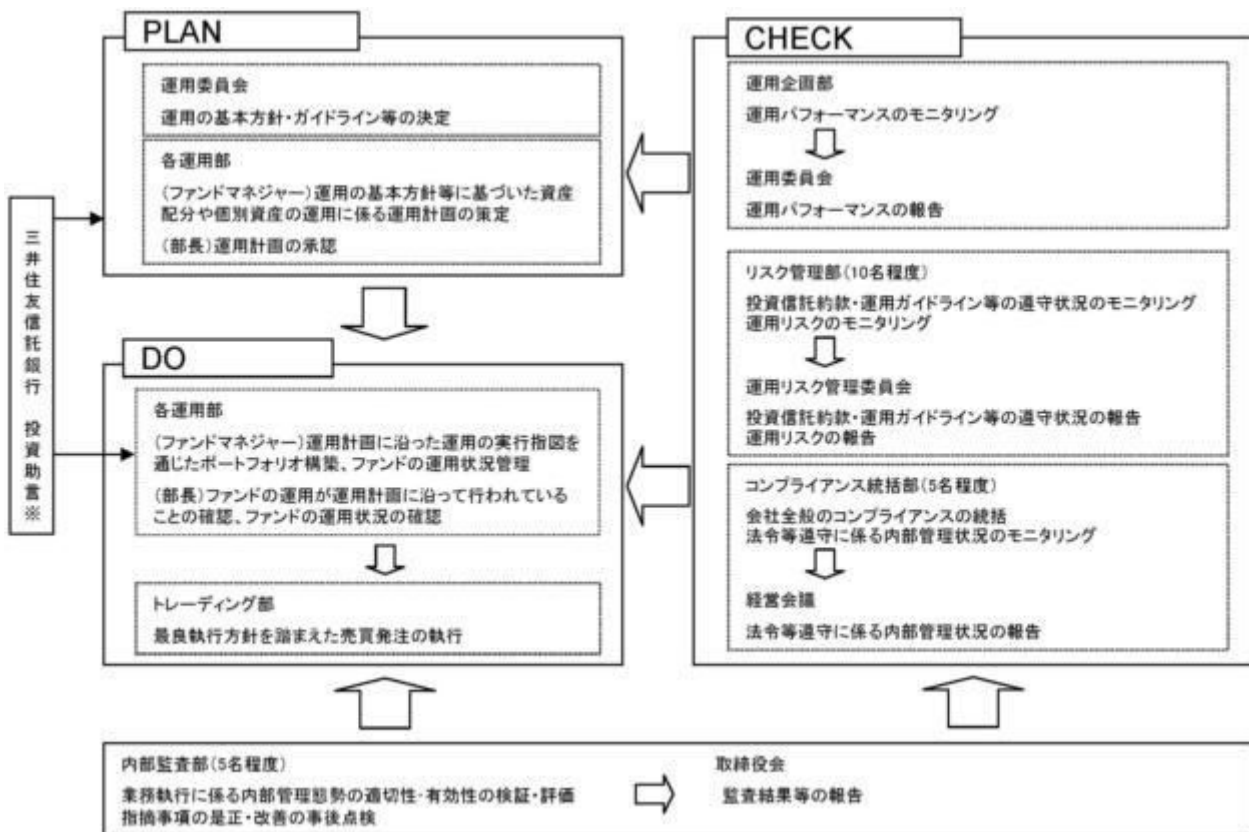 PLAN
運用委員会
運用の基本方針・ガイドライン等の決定
各運用部
(ファンドマネジャー)運用の基本方針等に基づいた資産
配分や個別資産の運用に係る運用計画の策定
(部長)運用計画の承認
三井住友信託銀行 投資助言※
DO
各運用部
(ファンドマネジャー)運用計画に沿った運用の実行指図を
通じたポートフォリオ構築、ファンドの運用状況管理
(部長)ファンドの運用が運用計画に沿って行われている
ことの確認、ファンドの運用状況の確認
トレーディング部
最良執行方針を踏まえた売買発注の執行
CHECK
運用企画部
運用パフォーマンスのモニタリング
運用委員会
運用パフォーマンスの報告
リスク管理部(10名程度)
投資信託約款・運用ガイドライン等の遵守状況のモニタリング
運用リスクのモニタリング
運用リスク管理委員会
投資信託約款・運用ガイドライン等の遵守状況の報告
運用リスクの報告
コンプライアンス統括部(5名程度)
会社全般のコンプライアンスの統括
法令等遵守に係る内部管理状況のモニタリング
経営会議
法令等遵守に係る内部管理状況の報告
内部監査部(5名程度)
業務執行に係る内部管理態勢の適切性・有効性の検証・評価
指摘事項の是正・改善の事後点検
取締役会
監査結果等の報告